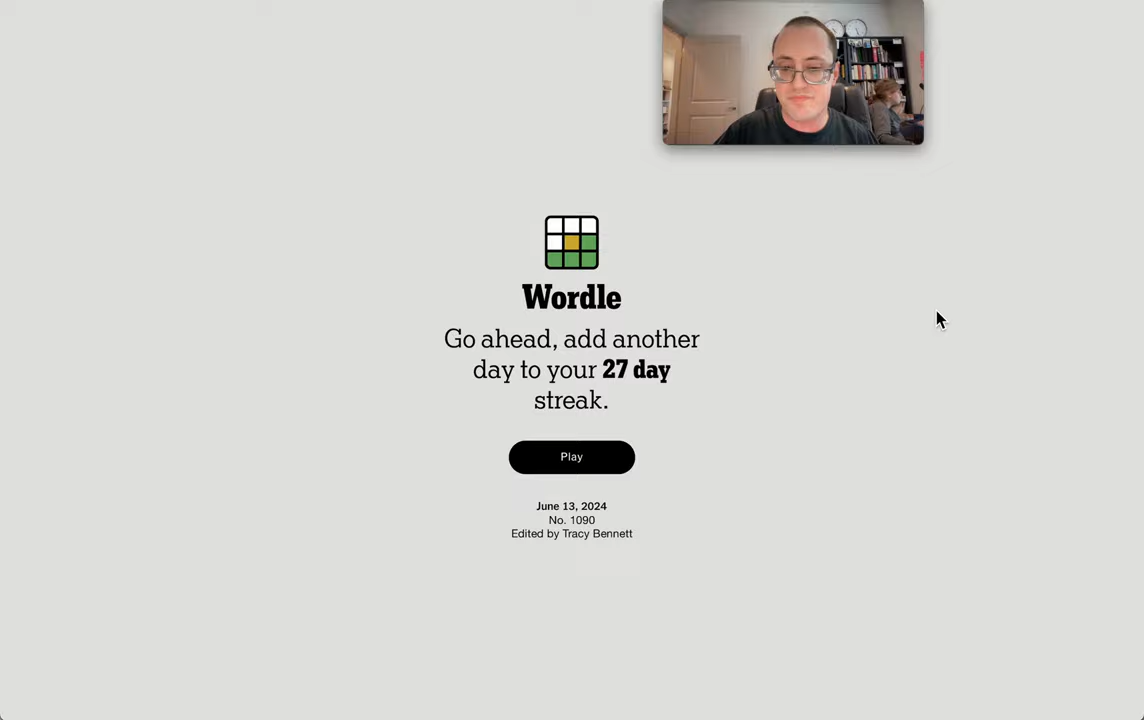 Wordle
Go ahead, add another
day to your 27 day
streak.
Play
June 13, 2024
No. 1090
Edited by Tracy Bennett